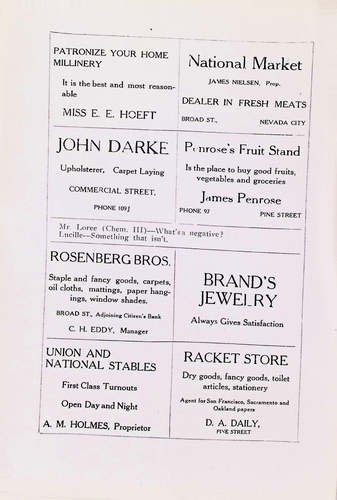 PATRONIZE YOUR HOME
MILLINERY
It is the best and most reason-
able
MISS E. E. HOEFT
National Market
JAMES NIELSEN, Prop.
DEALER IN FRESH MEATS
BROAD ST., NEVADA CITY
JOHN DARKE
Upholsterer, Carpet Laying
COMMERCIAL STREET,
PHONE 109J
Penrose's Fruit Stand
Is the place to buy good fruits,
vegetables and groceries
James Penrose
PHONE 97 PINE STREET
Mr. Loree (Chem. III)—What's a negative?
Lucille—Something that isn't.
ROSENBERG BROS.
Staple and fancy goods, carpets,
oil cloths, mattings, paper hang-
ings, window shades.
BROAD ST., Adjoining Citizen's Bank
C. H. EDDY, Manager
BRAND'S
JEWELRY
Always Gives Satisfaction
UNION AND
NATIONAL STABLES
First Class Turnouts
Open Day and Night
A. M. HOLMES, Proprietor
RACKET STORE
Dry goods, fancy goods, toilet
articles, stationery
Agent for San Francisco, Sacramento and
Oakland papers
D. A. DAILY,
PINE STREET